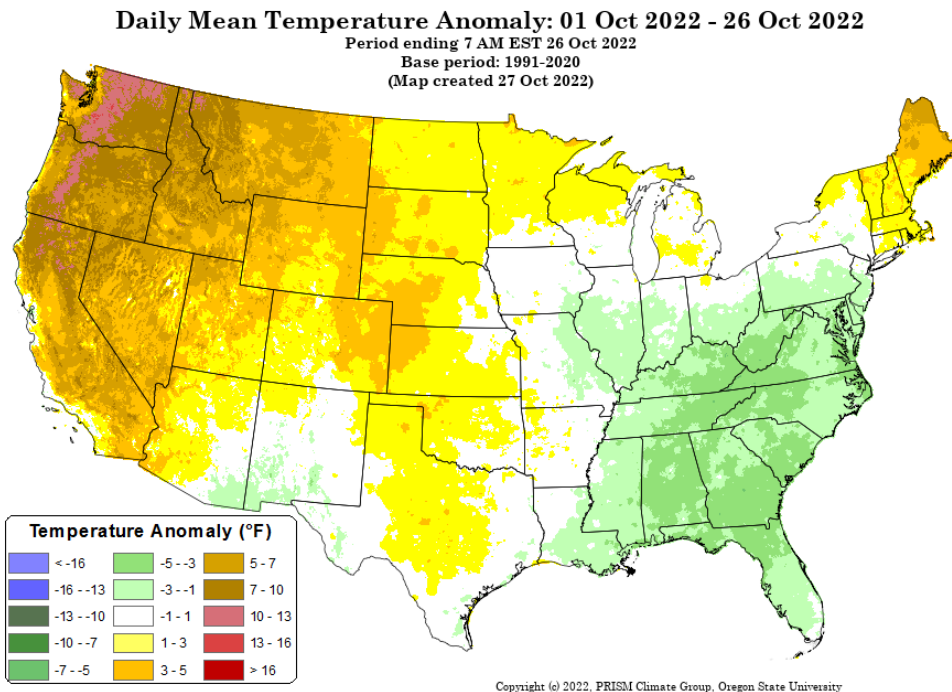 Daily Mean Temperature Anomaly: 01 Oct 2022 - 26 Oct 2022
Period ending 7 AM EST 26 Oct 2022
Base period: 1991-2020
(Map created 27 Oct 2022)
Temperature Anomaly (°F)
< -16 -5 - -3 5 - 7
-16 - -13 -3 - -1 7 - 10
-13 - -10 -1 - 1 10 - 13
-10 - -7 1 - 3 13 - 16
-7 - -5 3 - 5 > 16
Copyright (c) 2022, PRISM Climate Group, Oregon State University